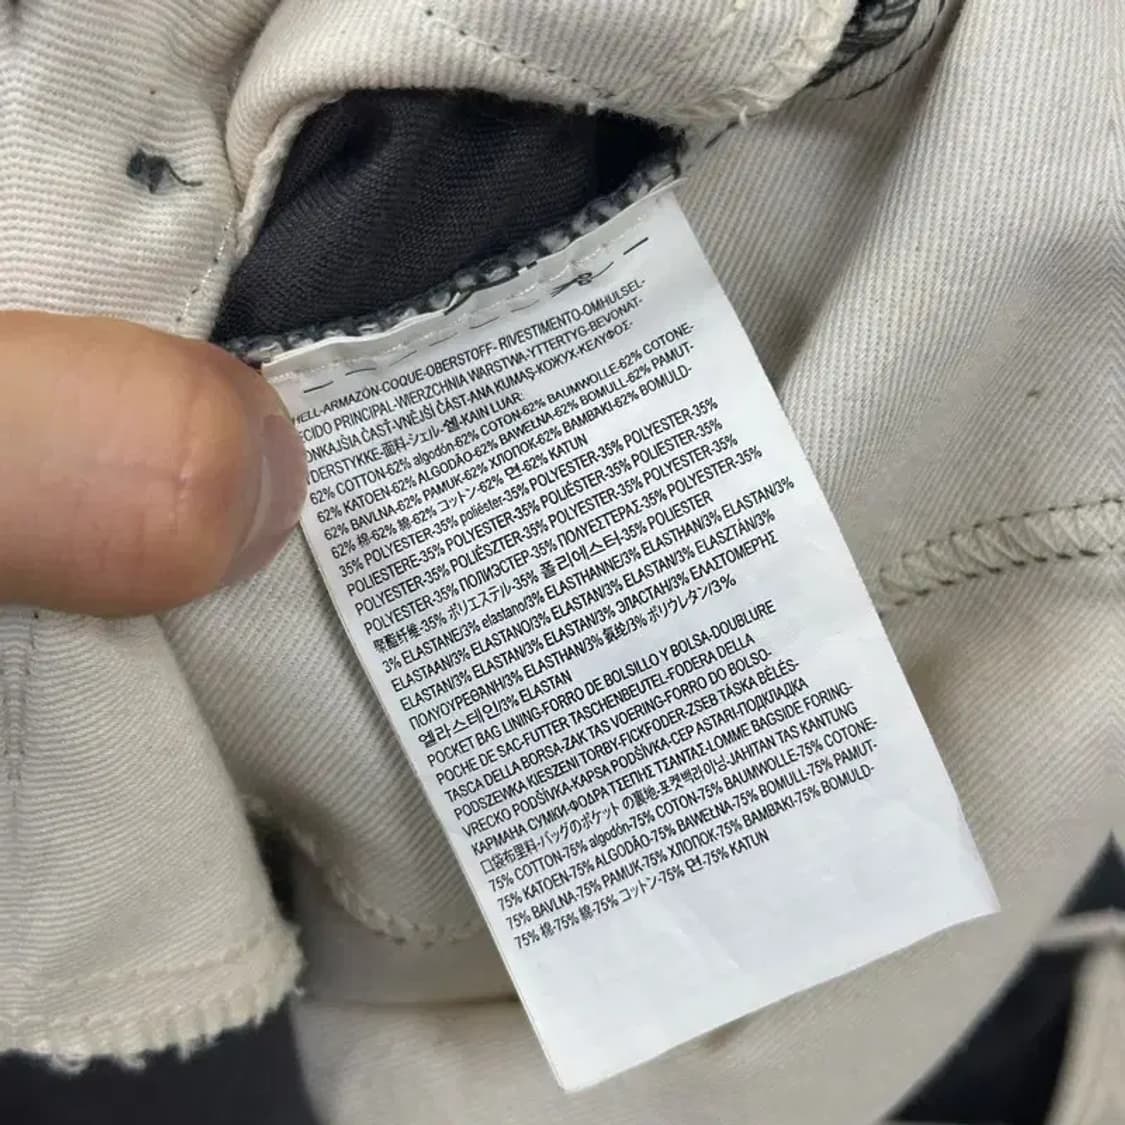 HELL-ARMAZÓN-COQUE-OBERSTOFF- RIVESTIMENTO-OMHULSEL-
ECIDO PRINCIPAL-WIERZCHNIA WARSTWA-YTTERTYG-BEVONAT-
ONKAJŠIA ČASŤ-VNĚJŠÍ ČÁST-ANA KUMAŞ-КОЖУХ-ΚΕΛΥΦΟΣ-
YDERSTYKKE-面料-シェル-쉘-KAIN LUAR:
62% COTTON-62% algodón-62% COTON-62% BAUMWOLLE-62% COTONE-
62% KATOEN-62% ALGODÃO-62% BAWEŁNA-62% BOMULL-62% PAMUT-
62% BAVLNA-62% PAMUK-62% ХЛОПОК-62% ΒΑΜΒΑΚΙ-62% BOMULD-
62% 棉-62% 綿-62% コットン-62% 면-62% KATUN
35% POLYESTER-35% poliéster-35% POLYESTER-35% POLYESTER-35%
POLIESTERE-35% POLYESTER-35% POLIÉSTER-35% POLIESTER-35%
POLYESTER-35% POLIÉSZTER-35% POLYESTER-35% POLYESTER-35%
POLYESTER-35% ПОЛИЭСТЕР-35% ΠΟΛΥΕΣΤΕΡΑΣ-35% POLYESTER-35%
聚酯纤维-35% ポリエステル-35% 폴리에스터-35% POLIESTER
3% ELASTANE/3% elastano/3% ELASTHANNE/3% ELASTHAN/3% ELASTAN/3%
ELASTAAN/3% ELASTANO/3% ELASTAN/3% ELASTAN/3% ELASZTÁN/3%
ELASTAN/3% ELASTAN/3% ELASTAN/3% ЭЛАСТАН/3% ΕΛΑΣΤΟΜΕΡΗΣ
ΠΟΛΥΟΥΡΕΘΑΝΗ/3% ELASTHAN/3% 氨纶/3% ポリウレタン/3%
엘라스테인/3% ELASTAN
POCKET BAG LINING-FORRO DE BOLSILLO Y BOLSA-DOUBLURE
POCHE DE SAC-FUTTER TASCHENBEUTEL-FODERA DELLA
TASCA DELLA BORSA-ZAK TAS VOERING-FORRO DO BOLSO-
PODSZEWKA KIESZENI TORBY-FICKFODER-ZSEB TÁSKA BÉLÉS-
VRECKO PODŠÍVKA-KAPSA PODŠÍVKA-CEP ASTARI-ПОДКЛАДКА
КАРМАНА СУМКИ-ΦΟΔΡΑ ΤΣΕΠΗΣ ΤΣΑΝΤΑΣ-LOMME BAGSIDE FORING-
口袋布里料-バッグのポケット の裏地-포켓백라이닝-JAHITAN TAS KANTUNG
75% COTTON-75% algodón-75% COTON-75% BAUMWOLLE-75% COTONE-
75% KATOEN-75% ALGODÃO-75% BAWEŁNA-75% BOMULL-75% PAMUT-
75% BAVLNA-75% PAMUK-75% ХЛОПОК-75% ΒΑΜΒΑΚΙ-75% BOMULD-
75% 棉-75% 綿-75% コットン-75% 면-75% KATUN